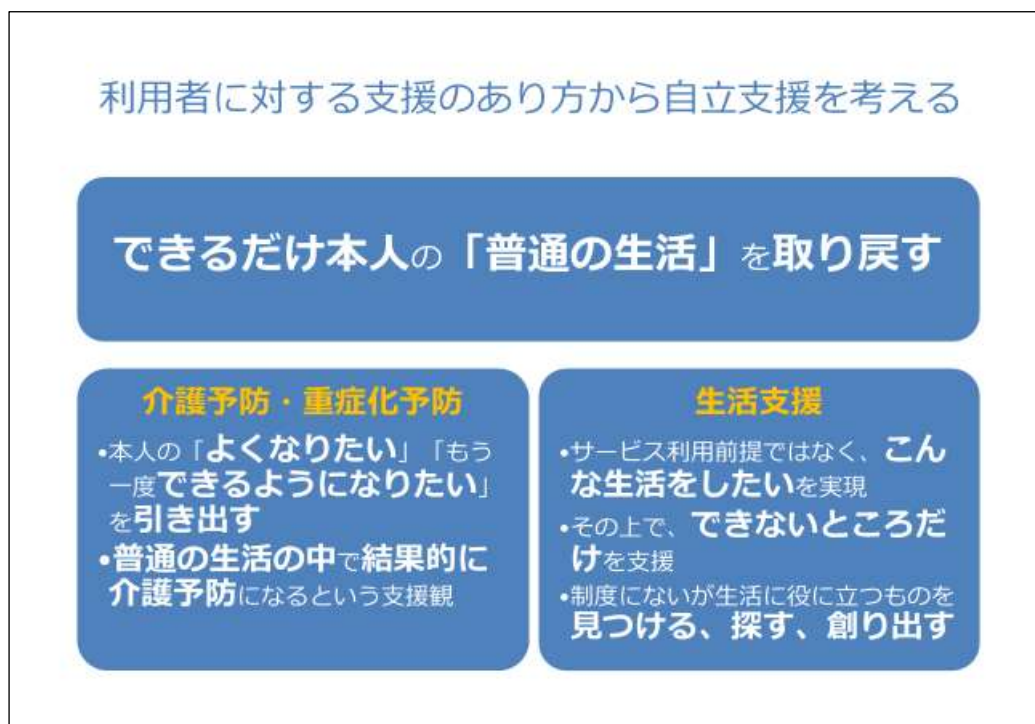 利用者に対する支援のあり方から自立支援を考える
できるだけ本人の「普通の生活」を取り戻す
介護予防・重症化予防
•本人の「よくなりたい」「もう
一度できるようになりたい」
を引き出す
•普通の生活の中で結果的に
介護予防になるという支援観
生活支援
•サービス利用前提ではなく、こん
な生活をしたいを実現
•その上で、できないところだ
けを支援
•制度にないが生活に役に立つものを
見つける、探す、創り出す